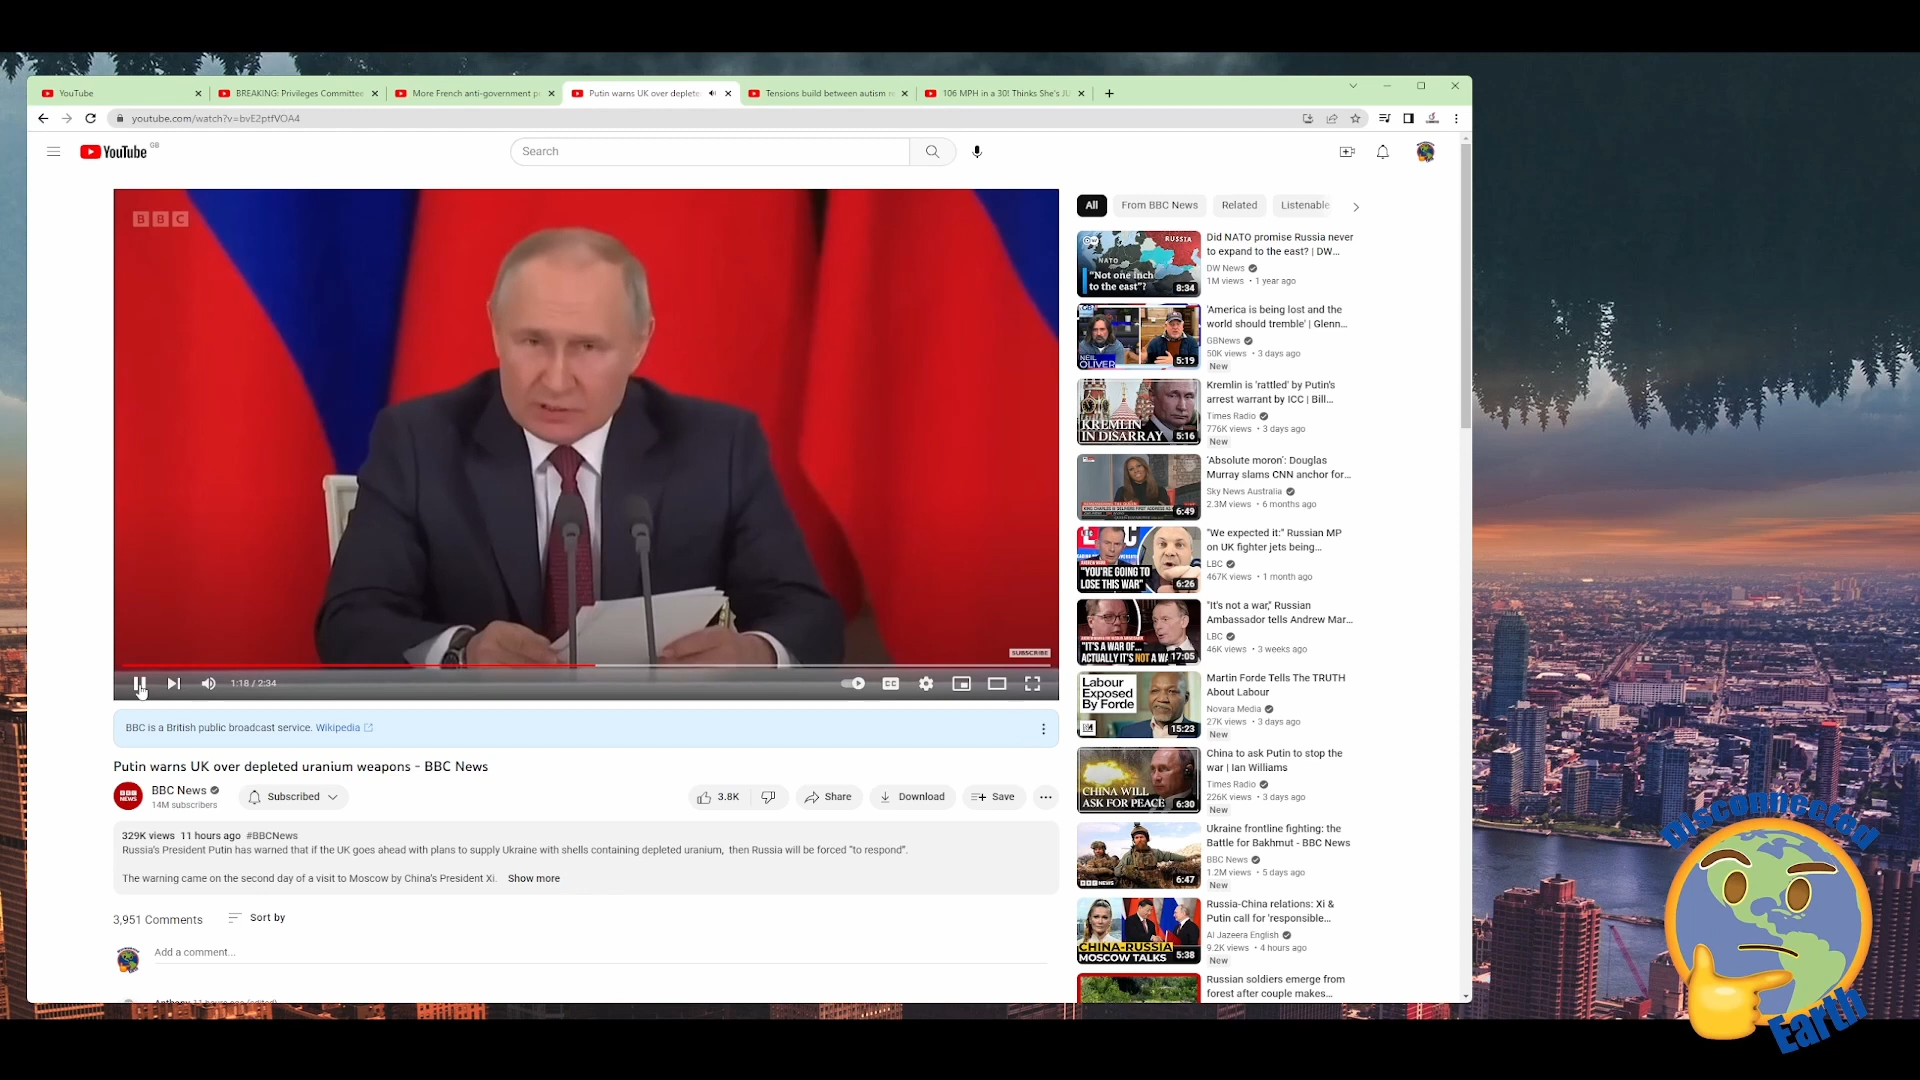 YouTube
BREAKING: Privileges Committee
More French anti-government p
Putin warns UK over deplete
Tensions build between autism r
106 MPH in a 30! Thinks She's JU
youtube.com/watch?v=bvE2ptfVOA4
YouTube GB
Search
BBC
SUBSCRIBE
1:18 / 2:34
CC
BBC is a British public broadcast service. Wikipedia
Putin warns UK over depleted uranium weapons - BBC News
BBC NEWS
BBC News
14M subscribers
Subscribed
3.8K
Share
Download
Save
329K views 11 hours ago #BBCNews
Russia's President Putin has warned that if the UK goes ahead with plans to supply Ukraine with shells containing depleted uranium, then Russia will be forced "to respond".
The warning came on the second day of a visit to Moscow by China's President Xi. Show more
3,951 Comments
Sort by
Add a comment...
Anthony 11 hours ago (edited)
All
From BBC News
Related
Listenable
RUSSIA
NATO
"Not one inch
to the east"?
8:34
Did NATO promise Russia never
to expand to the east? | DW...
DW News
1M views • 1 year ago
NEIL
OLIVER
5:19
'America is being lost and the
world should tremble' | Glenn...
GBNews
50K views • 3 days ago
New
KREMLIN
IN DISARRAY
5:16
Kremlin is 'rattled' by Putin's
arrest warrant by ICC | Bill...
Times Radio
776K views • 3 days ago
New
6:49
'Absolute moron': Douglas
Murray slams CNN anchor for...
Sky News Australia
2.3M views • 6 months ago
"YOU'RE GOING TO
LOSE THIS WAR"
6:26
"We expected it:" Russian MP
on UK fighter jets being...
LBC
467K views • 1 month ago
"IT'S A WAR OF...
ACTUALLY IT'S NOT A WA
17:05
"It's not a war," Russian
Ambassador tells Andrew Mar...
LBC
46K views • 3 weeks ago
Labour
Exposed
By Forde
15:23
Martin Forde Tells The TRUTH
About Labour
Novara Media
27K views • 3 days ago
New
CHINA WILL
ASK FOR PEACE
6:30
China to ask Putin to stop the
war | Ian Williams
Times Radio
226K views • 3 days ago
New
BBC NEWS
6:47
Ukraine frontline fighting: the
Battle for Bakhmut - BBC News
BBC News
1.2M views • 5 days ago
New
CHINA-RUSSIA
MOSCOW TALKS
5:38
Russia-China relations: Xi &
Putin call for 'responsible...
Al Jazeera English
9.2K views • 4 hours ago
New
Russian soldiers emerge from
forest after couple makes...
Disconnected
Earth